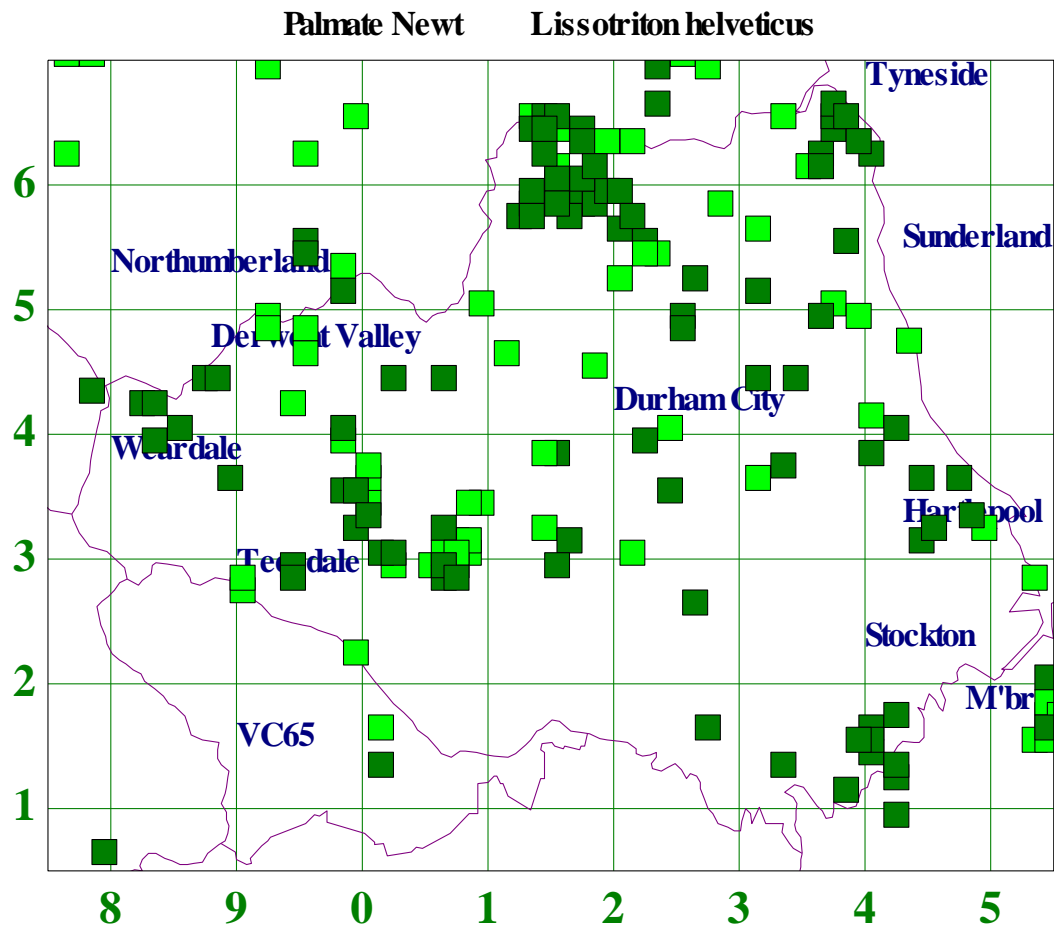 Palmate Newt Lissotriton helveticus
Tyneside
6
Sunderland
Northumberland
5
Derwent Valley
Durham City
4
Weardale
Hartlepool
3
Teesdale
Stockton
2
M'bro
VC65
1
8 9 0 1 2 3 4 5